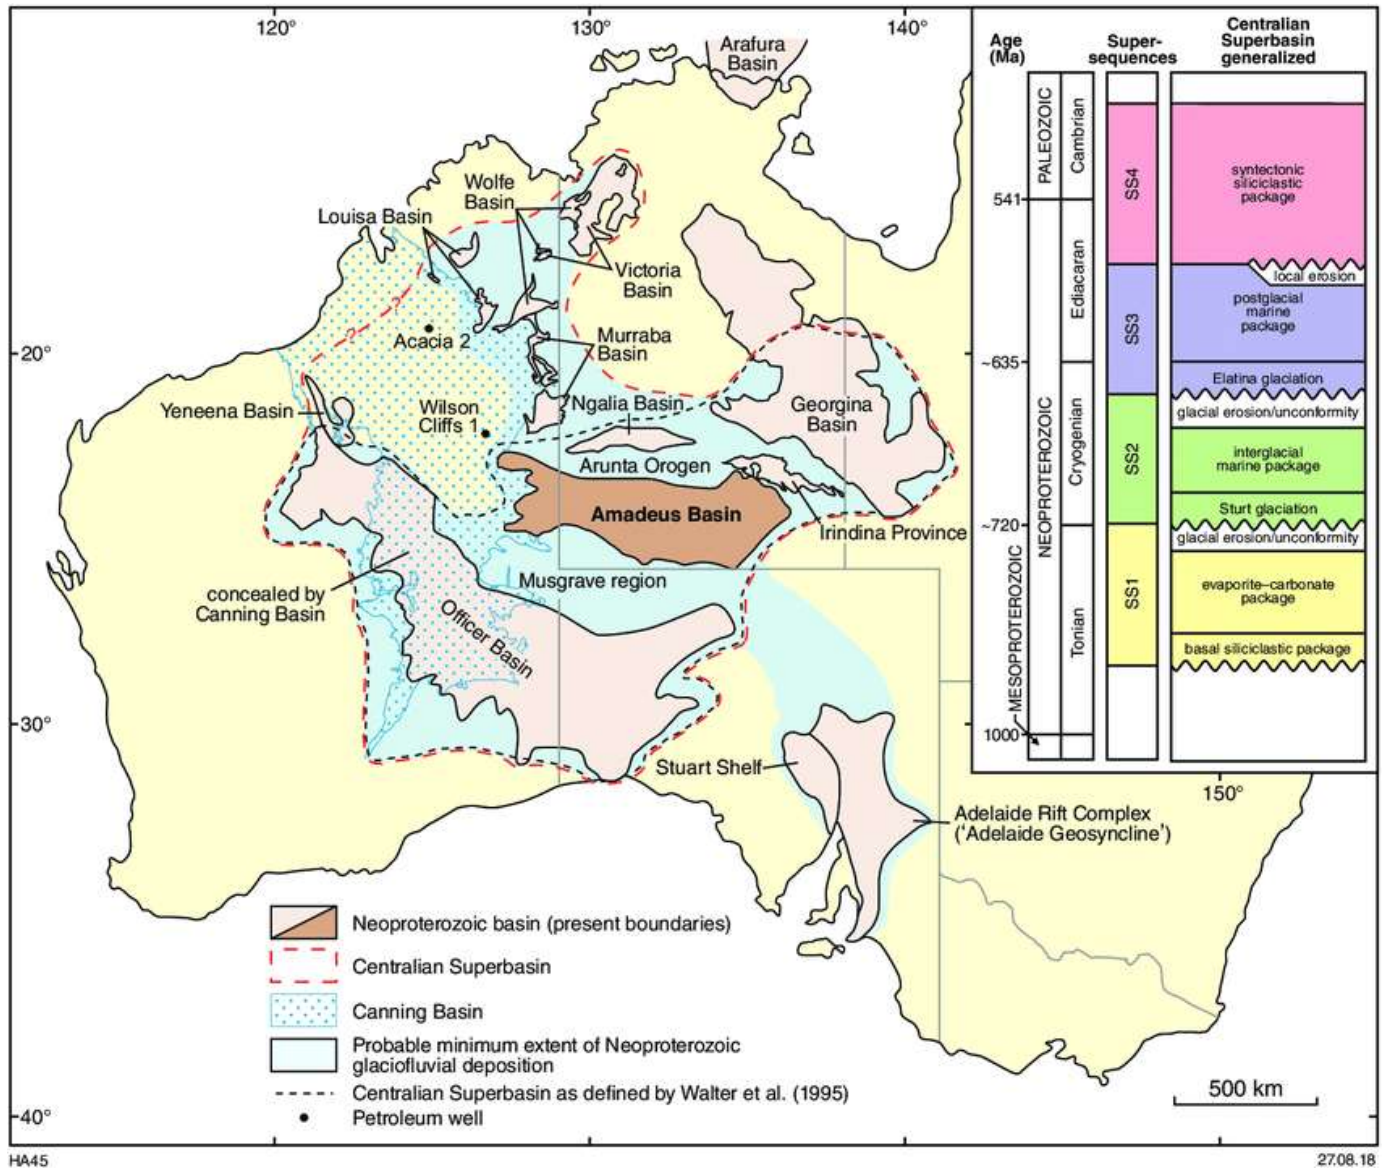 120°
130°
140°
Arafura
Basin
Wolfe
Basin
Louisa Basin
Victoria
Basin
Acacia 2
Murraba
Basin
20°
Yeneena Basin
Wilson
Cliffs 1
Ngalia Basin
Georgina
Basin
Arunta Orogen
Amadeus Basin
Irindina Province
Musgrave region
concealed by
Canning Basin
Officer Basin
30°
Stuart Shelf
150°
Adelaide Rift Complex
('Adelaide Geosyncline')
?
?
Age
(Ma)
Super-
sequences
Centralian
Superbasin
generalized
PALEOZOIC
Cambrian
SS4
syntectonic
siliciclastic
package
541
Ediacaran
local erosion
SS3
postglacial
marine
package
~635
Elatina glaciation
glacial erosion/unconformity
NEOPROTEROZOIC
Cryogenian
SS2
interglacial
marine package
Sturt glaciation
~720
glacial erosion/unconformity
MESOPROTEROZOIC
Tonian
SS1
evaporite–carbonate
package
basal siliciclastic package
1000
Neoproterozoic basin (present boundaries)
Centralian Superbasin
Canning Basin
Probable minimum extent of Neoproterozoic
glaciofluvial deposition
Centralian Superbasin as defined by Walter et al. (1995)
Petroleum well
500 km
40°
HA45
27.08.18